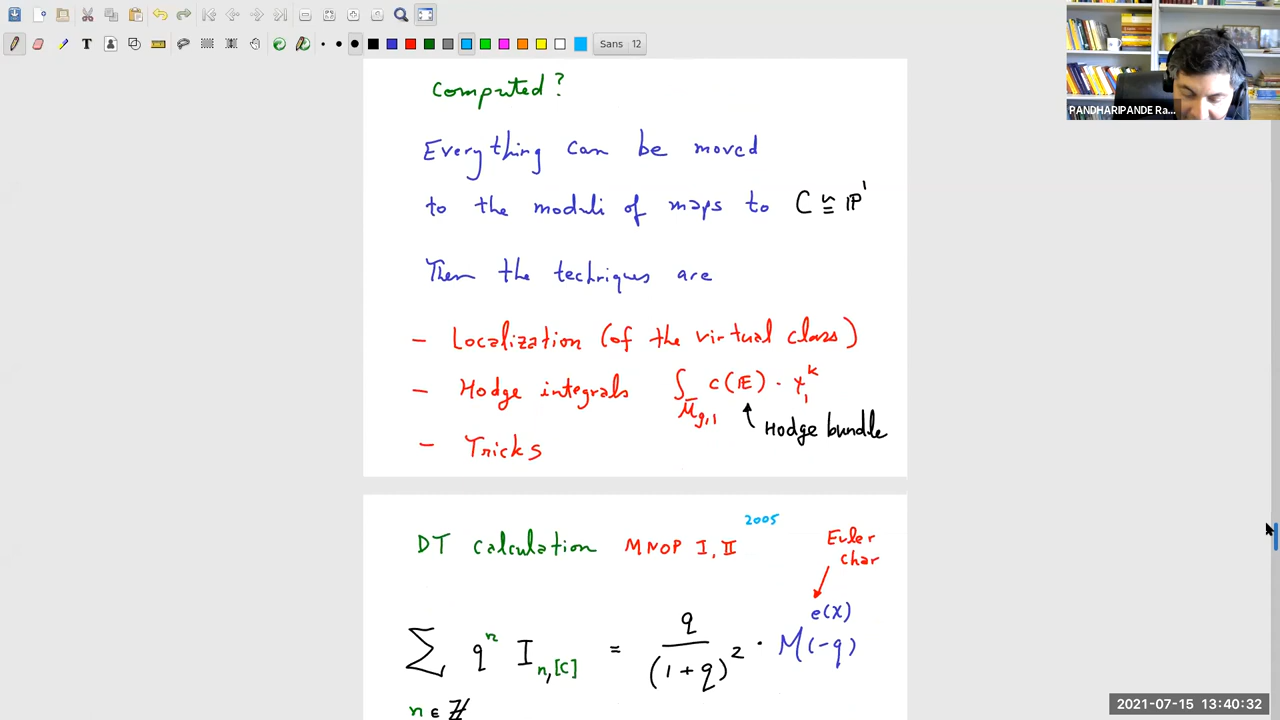 Sans 12
PANDHARIPANDE Ra...
Computed?
Everything can be moved
to the moduli of maps to C ≅ ℙ¹
Then the techniques are
– Localization (of the virtual class)
– Hodge integrals ∫_{M̄_{g,1}} c(𝔼) · ψ₁ᵏ
Hodge bundle
– Tricks
DT calculation MNOP I, II 2005
Euler
char
∑_{n ∈ ℤ} qⁿ I_{n,[C]} = q / (1+q)² · M(-q)^{e(X)}
2021-07-15 13:40:32